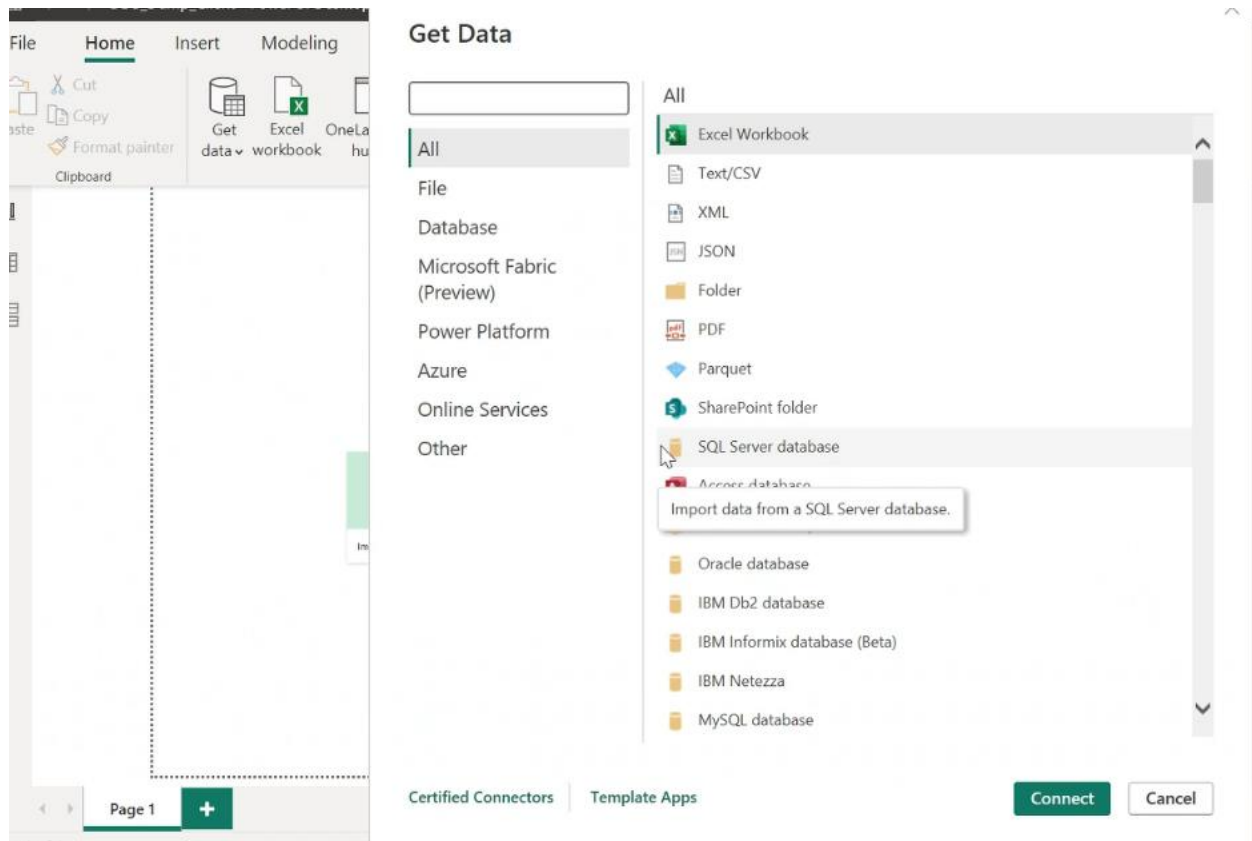 File Home Insert Modeling
Cut
Copy
Format painter
Clipboard
Get
data
Excel
workbook
Page 1
Get Data
All
File
Database
Microsoft Fabric
(Preview)
Power Platform
Azure
Online Services
Other
All
Excel Workbook
Text/CSV
XML
JSON
Folder
PDF
Parquet
SharePoint folder
SQL Server database
Access database
Import data from a SQL Server database.
Oracle database
IBM Db2 database
IBM Informix database (Beta)
IBM Netezza
MySQL database
Certified Connectors Template Apps
Connect Cancel